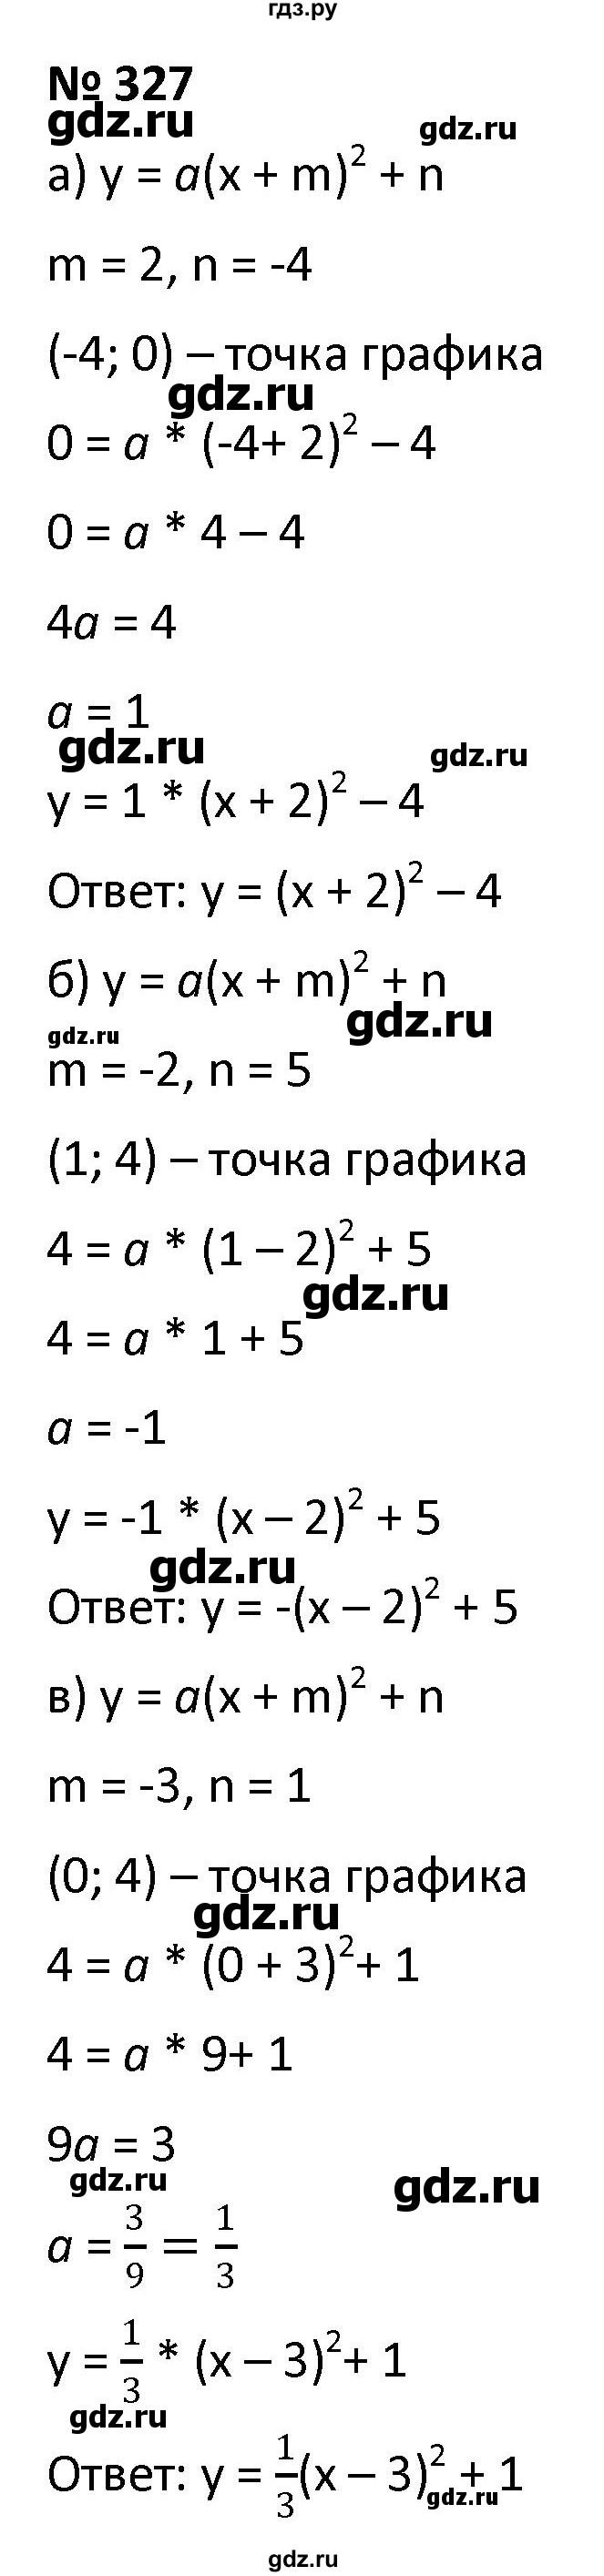 гдз.ру
№ 327
gdz.ru
gdz.ru
а) y = a(x + m)² + n
m = 2, n = -4
(-4; 0) – точка графика
gdz.ru
0 = a * (-4+ 2)² – 4
0 = a * 4 – 4
4a = 4
a = 1
gdz.ru
gdz.ru
y = 1 * (x + 2)² – 4
Ответ: y = (x + 2)² – 4
б) y = a(x + m)² + n
gdz.ru
gdz.ru
m = -2, n = 5
(1; 4) – точка графика
4 = a * (1 – 2)² + 5
gdz.ru
4 = a * 1 + 5
a = -1
y = -1 * (x – 2)² + 5
gdz.ru
Ответ: y = -(x – 2)² + 5
в) y = a(x + m)² + n
m = -3, n = 1
(0; 4) – точка графика
gdz.ru
4 = a * (0 + 3)²+ 1
4 = a * 9+ 1
9a = 3
gdz.ru
gdz.ru
a = 3/9 = 1/3
y = 1/3 * (x – 3)²+ 1
gdz.ru
Ответ: y = 1/3(x – 3)² + 1
gdz.ru
gdz.ru